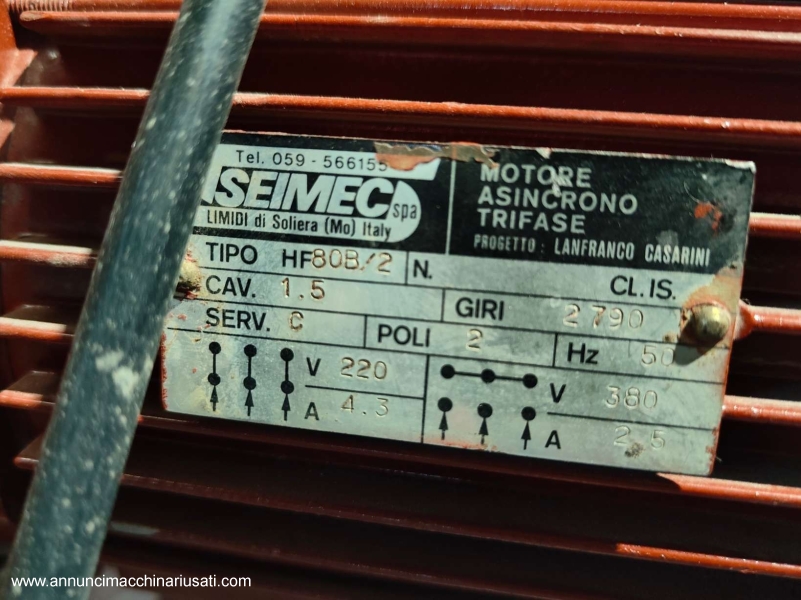 Tel. 059 - 566155
SEIMEC spa
LIMIDI di Soliera (Mo) Italy
MOTORE
ASINCRONO
TRIFASE
PROGETTO: LANFRANCO CASARINI
TIPO HF80B/2 N. CL.IS.
CAV. 1.5 GIRI 2790
SERV. C POLI 2 Hz 50
V 220 V 380
A 4.3 A 2.5
www.annuncimacchinariusati.com